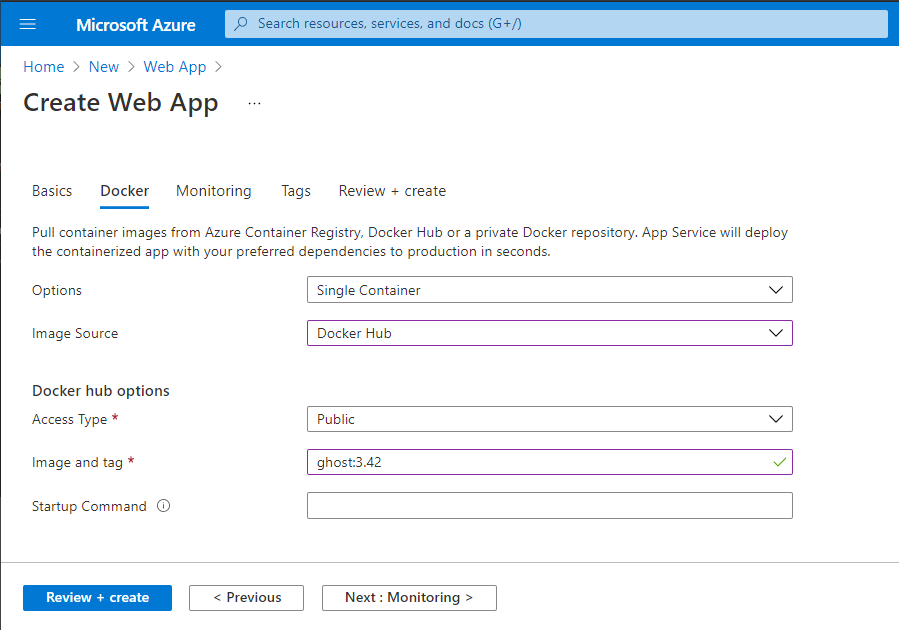 Microsoft Azure
Search resources, services, and docs (G+/)
Home > New > Web App >
Create Web App ...
Basics Docker Monitoring Tags Review + create
Pull container images from Azure Container Registry, Docker Hub or a private Docker repository. App Service will deploy
the containerized app with your preferred dependencies to production in seconds.
Options Single Container
Image Source Docker Hub
Docker hub options
Access Type * Public
Image and tag * ghost:3.42
Startup Command
Review + create < Previous Next : Monitoring >